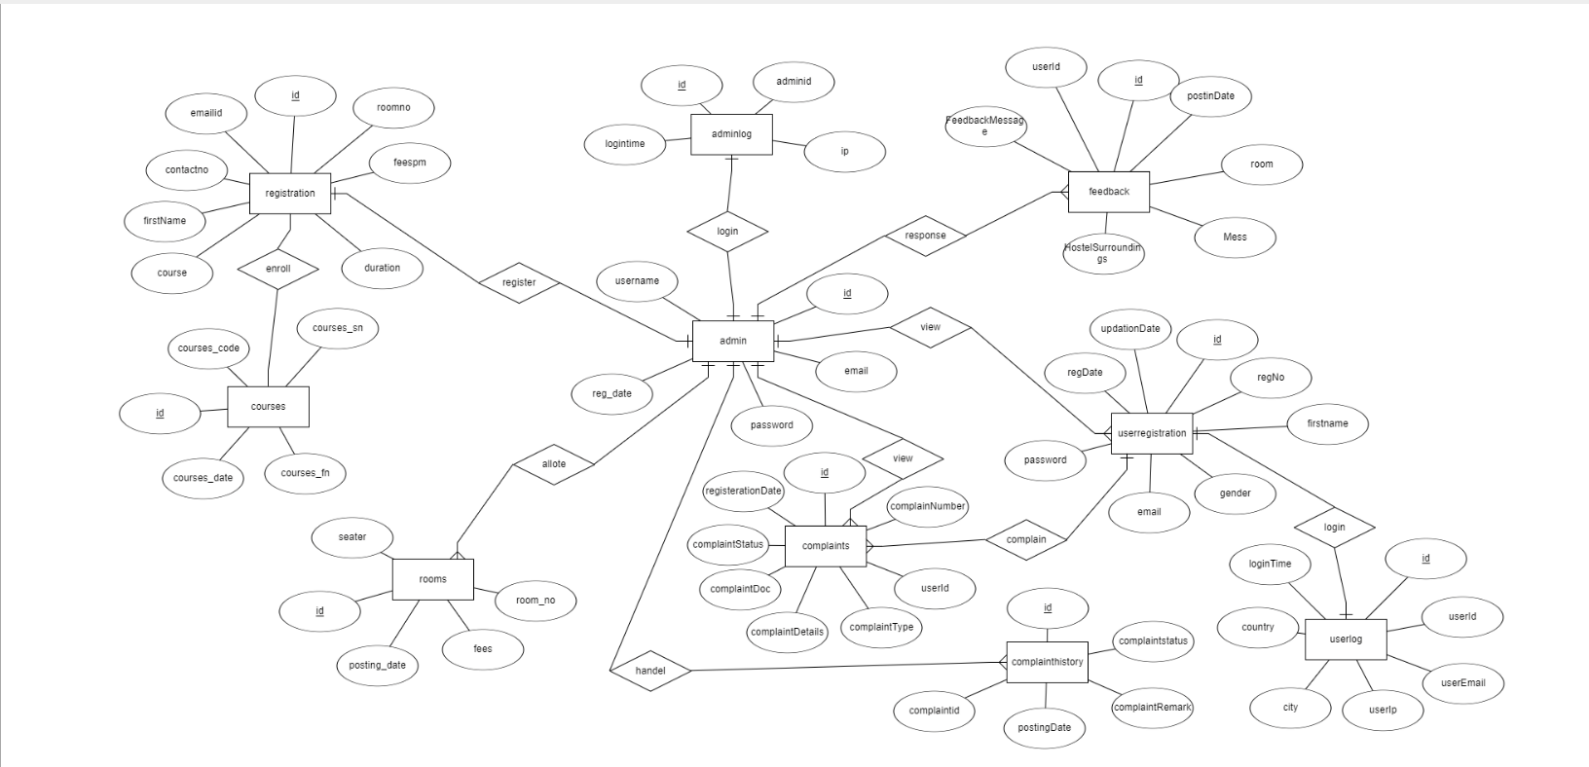 id
emailid
roomno
contactno
feespm
registration
firstName
course
enroll
duration
courses_sn
courses_code
id
courses
courses_date
courses_fn
register
id
adminid
logintime
adminlog
ip
login
username
id
admin
reg_date
email
password
userId
id
postinDate
FeedbackMessag
e
room
feedback
response
HostelSurroundin
gs
Mess
view
updationDate
id
regDate
regNo
userregistration
firstname
password
email
gender
allote
seater
rooms
id
room_no
posting_date
fees
view
registerationDate
id
complainNumber
complaintStatus
complaints
complaintDoc
userId
complaintDetails
complaintType
complain
login
loginTime
id
country
userId
userlog
userEmail
city
userIp
handel
id
complainthistory
complaintstatus
complaintid
complaintRemark
postingDate